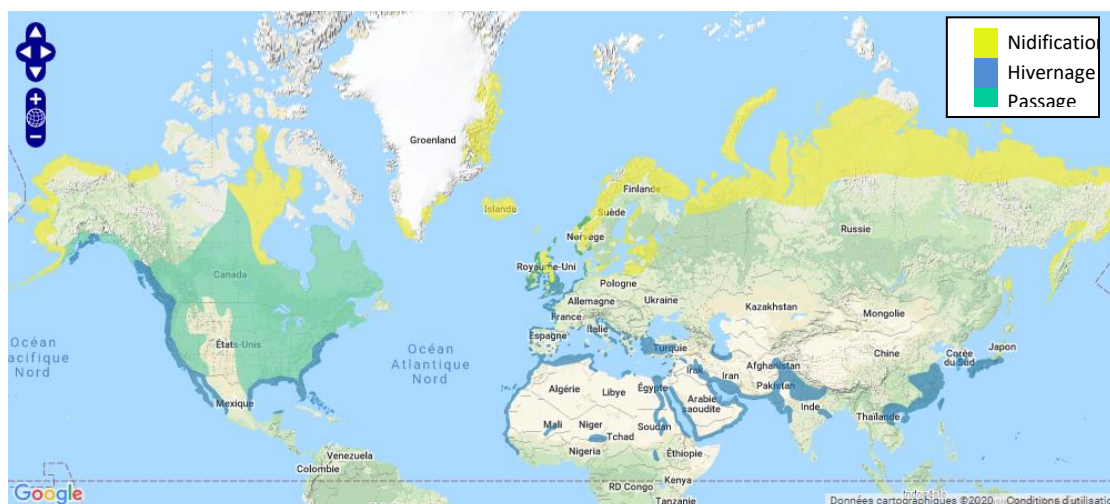 Nidification
Hivernage
Passage
Groenland
Islande
Finlande
Suède
Norvège
Russie
Royaume-Uni
Canada
Pologne
Allemagne
Ukraine
Kazakhstan
Mongolie
France
Italie
Espagne
Turquie
États-Unis
Océan
Pacifique
Nord
Océan
Atlantique
Nord
Chine
Corée
du Sud
Japon
Afghanistan
Irak
Iran
Pakistan
Algérie
Libye
Égypte
Arabie
saoudite
Inde
Mexique
Mali
Niger
Tchad
Soudan
Thaïlande
Nigeria
Éthiopie
Venezuela
Colombie
Kenya
RD Congo
Tanzanie
Google
Données cartographiques ©2020
Conditions d'utilisati